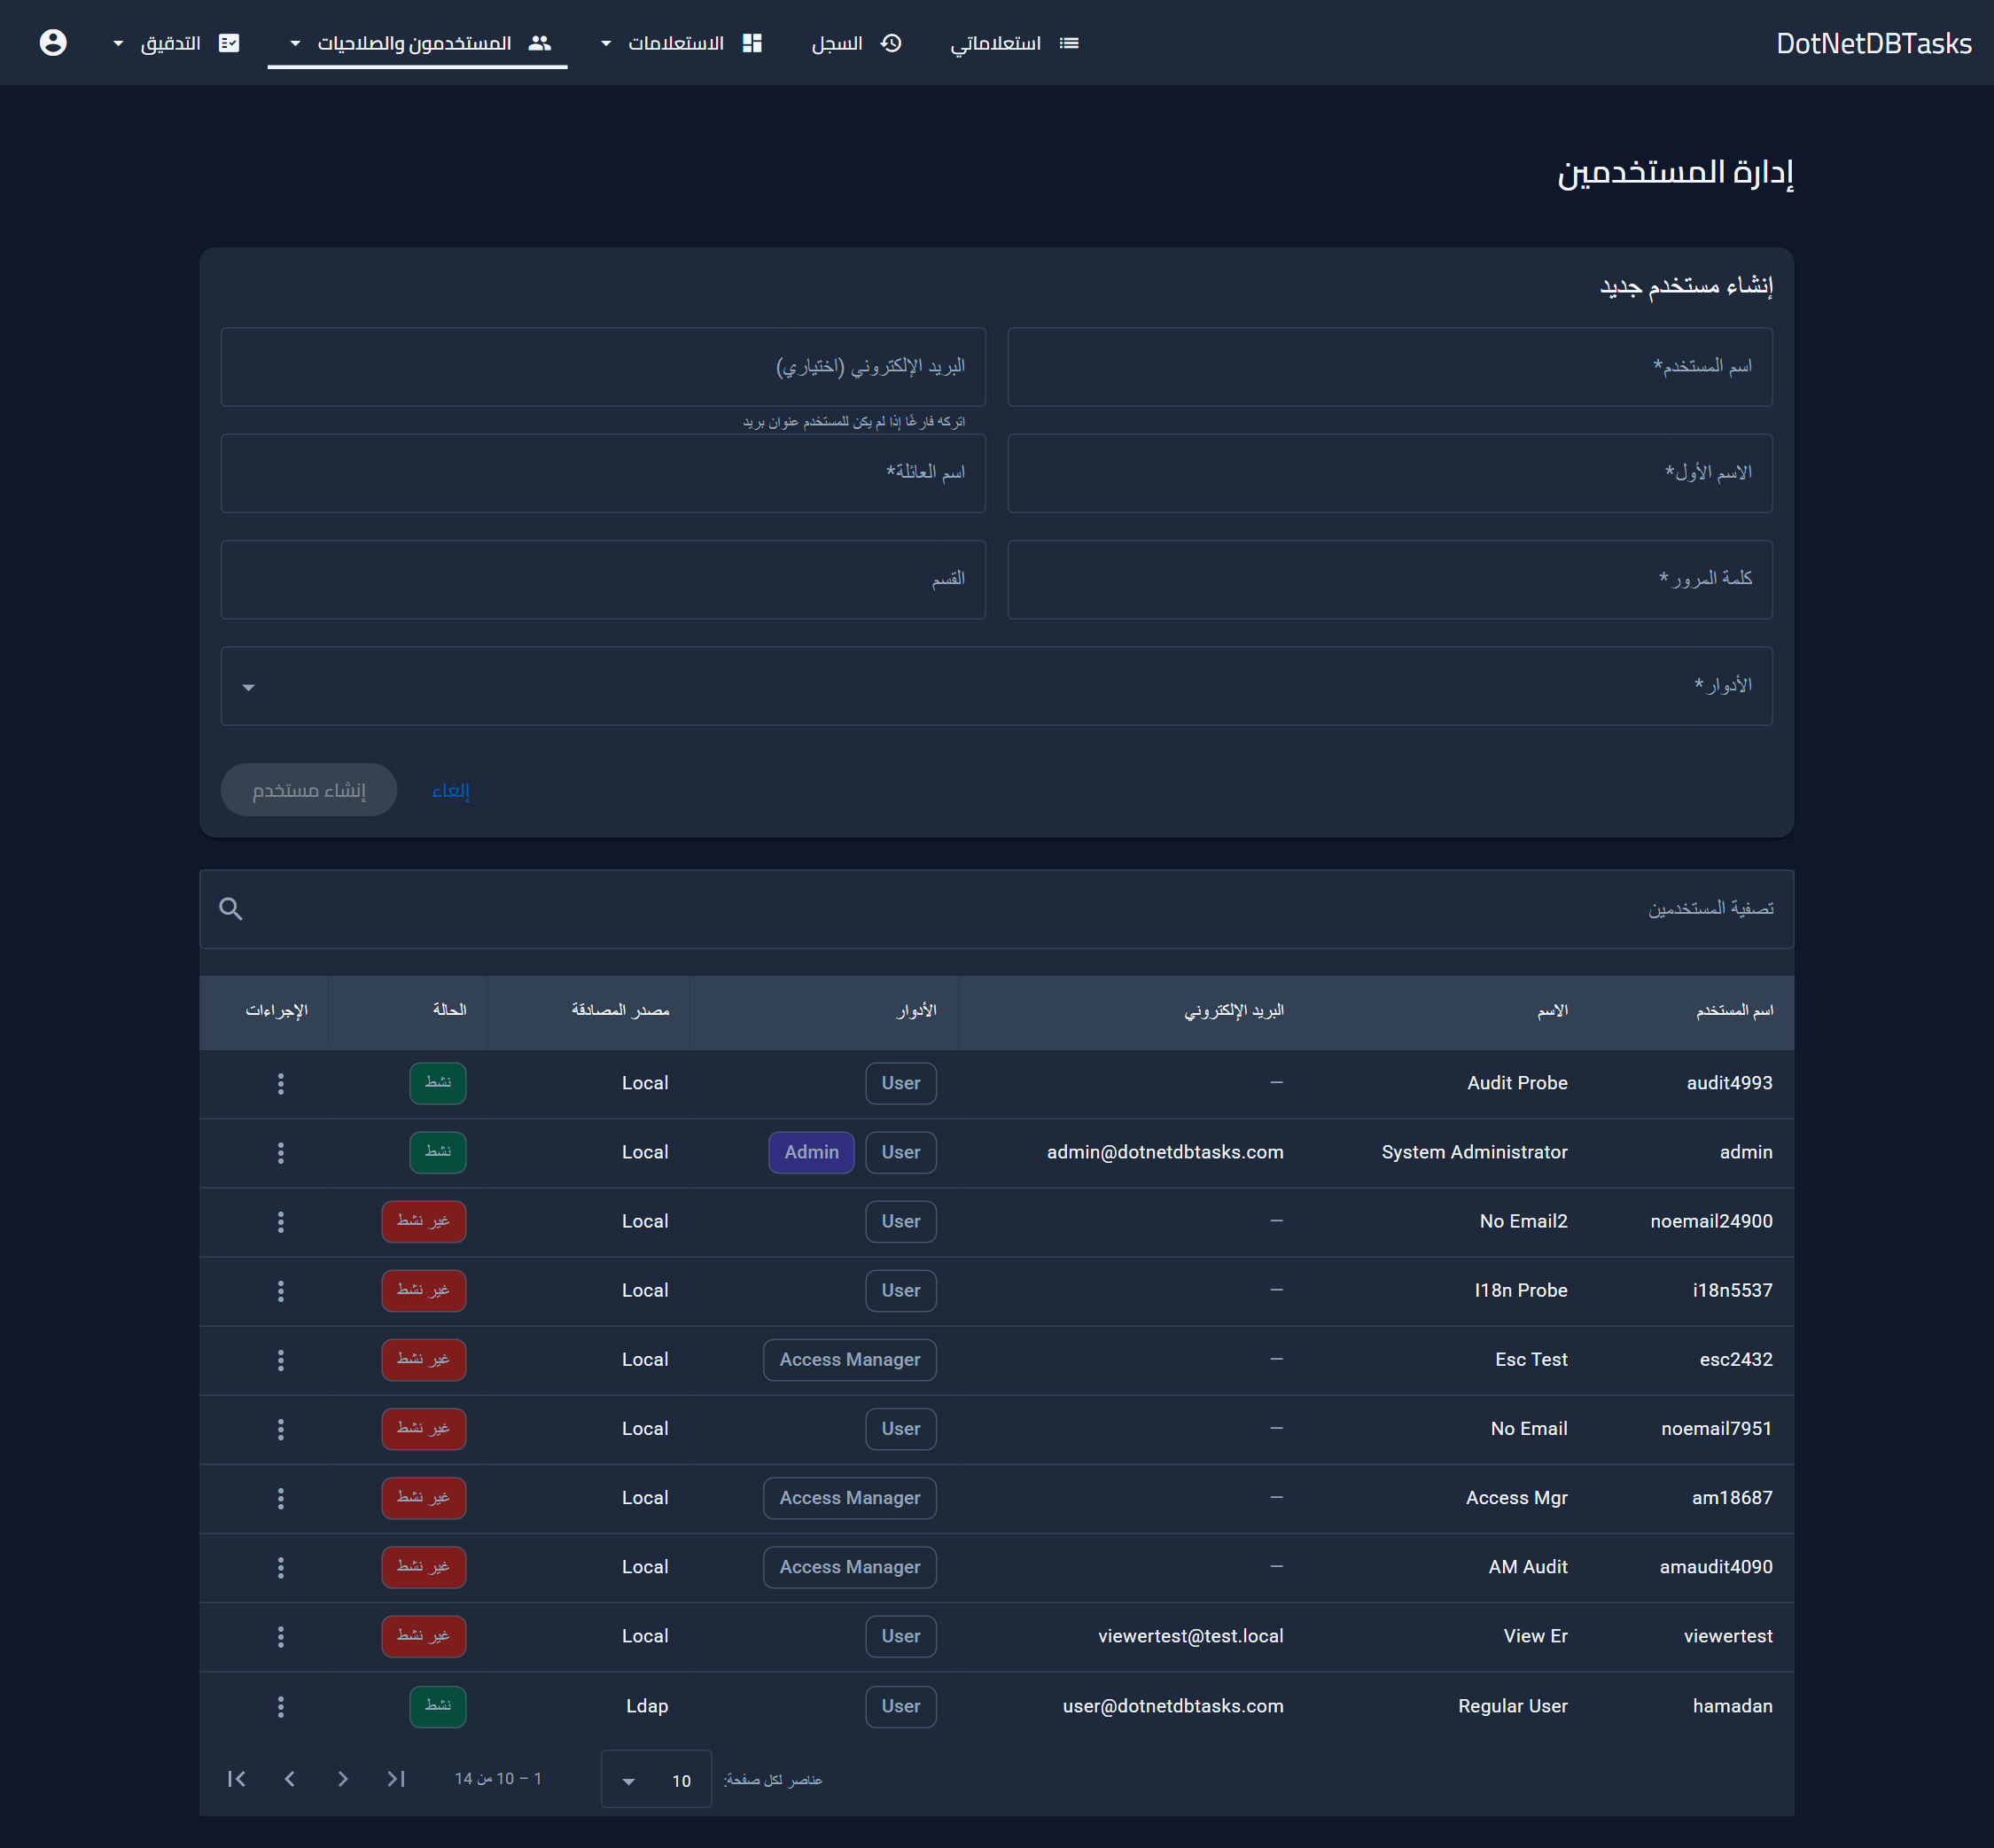 DotNetDBTasks
استعلاماتي
السجل
الاستعلامات
المستخدمون والصلاحيات
التدقيق
إدارة المستخدمين
إنشاء مستخدم جديد
اسم المستخدم*
البريد الإلكتروني (اختياري)
اتركه فارغًا إذا لم يكن للمستخدم عنوان بريد
الاسم الأول*
اسم العائلة*
كلمة المرور*
القسم
الأدوار*
إلغاء
إنشاء مستخدم
تصفية المستخدمين
اسم المستخدم الاسم البريد الإلكتروني الأدوار مصدر المصادقة الحالة الإجراءات
audit4993 Audit Probe — User Local نشط
admin System Administrator admin@dotnetdbtasks.com User Admin Local نشط
noemail24900 No Email2 — User Local غير نشط
i18n5537 I18n Probe — User Local غير نشط
esc2432 Esc Test — Access Manager Local غير نشط
noemail7951 No Email — User Local غير نشط
am18687 Access Mgr — Access Manager Local غير نشط
amaudit4090 AM Audit — Access Manager Local غير نشط
viewertest View Er viewertest@test.local User Local غير نشط
hamadan Regular User user@dotnetdbtasks.com User Ldap نشط
عناصر لكل صفحة: 10
1 – 10 من 14